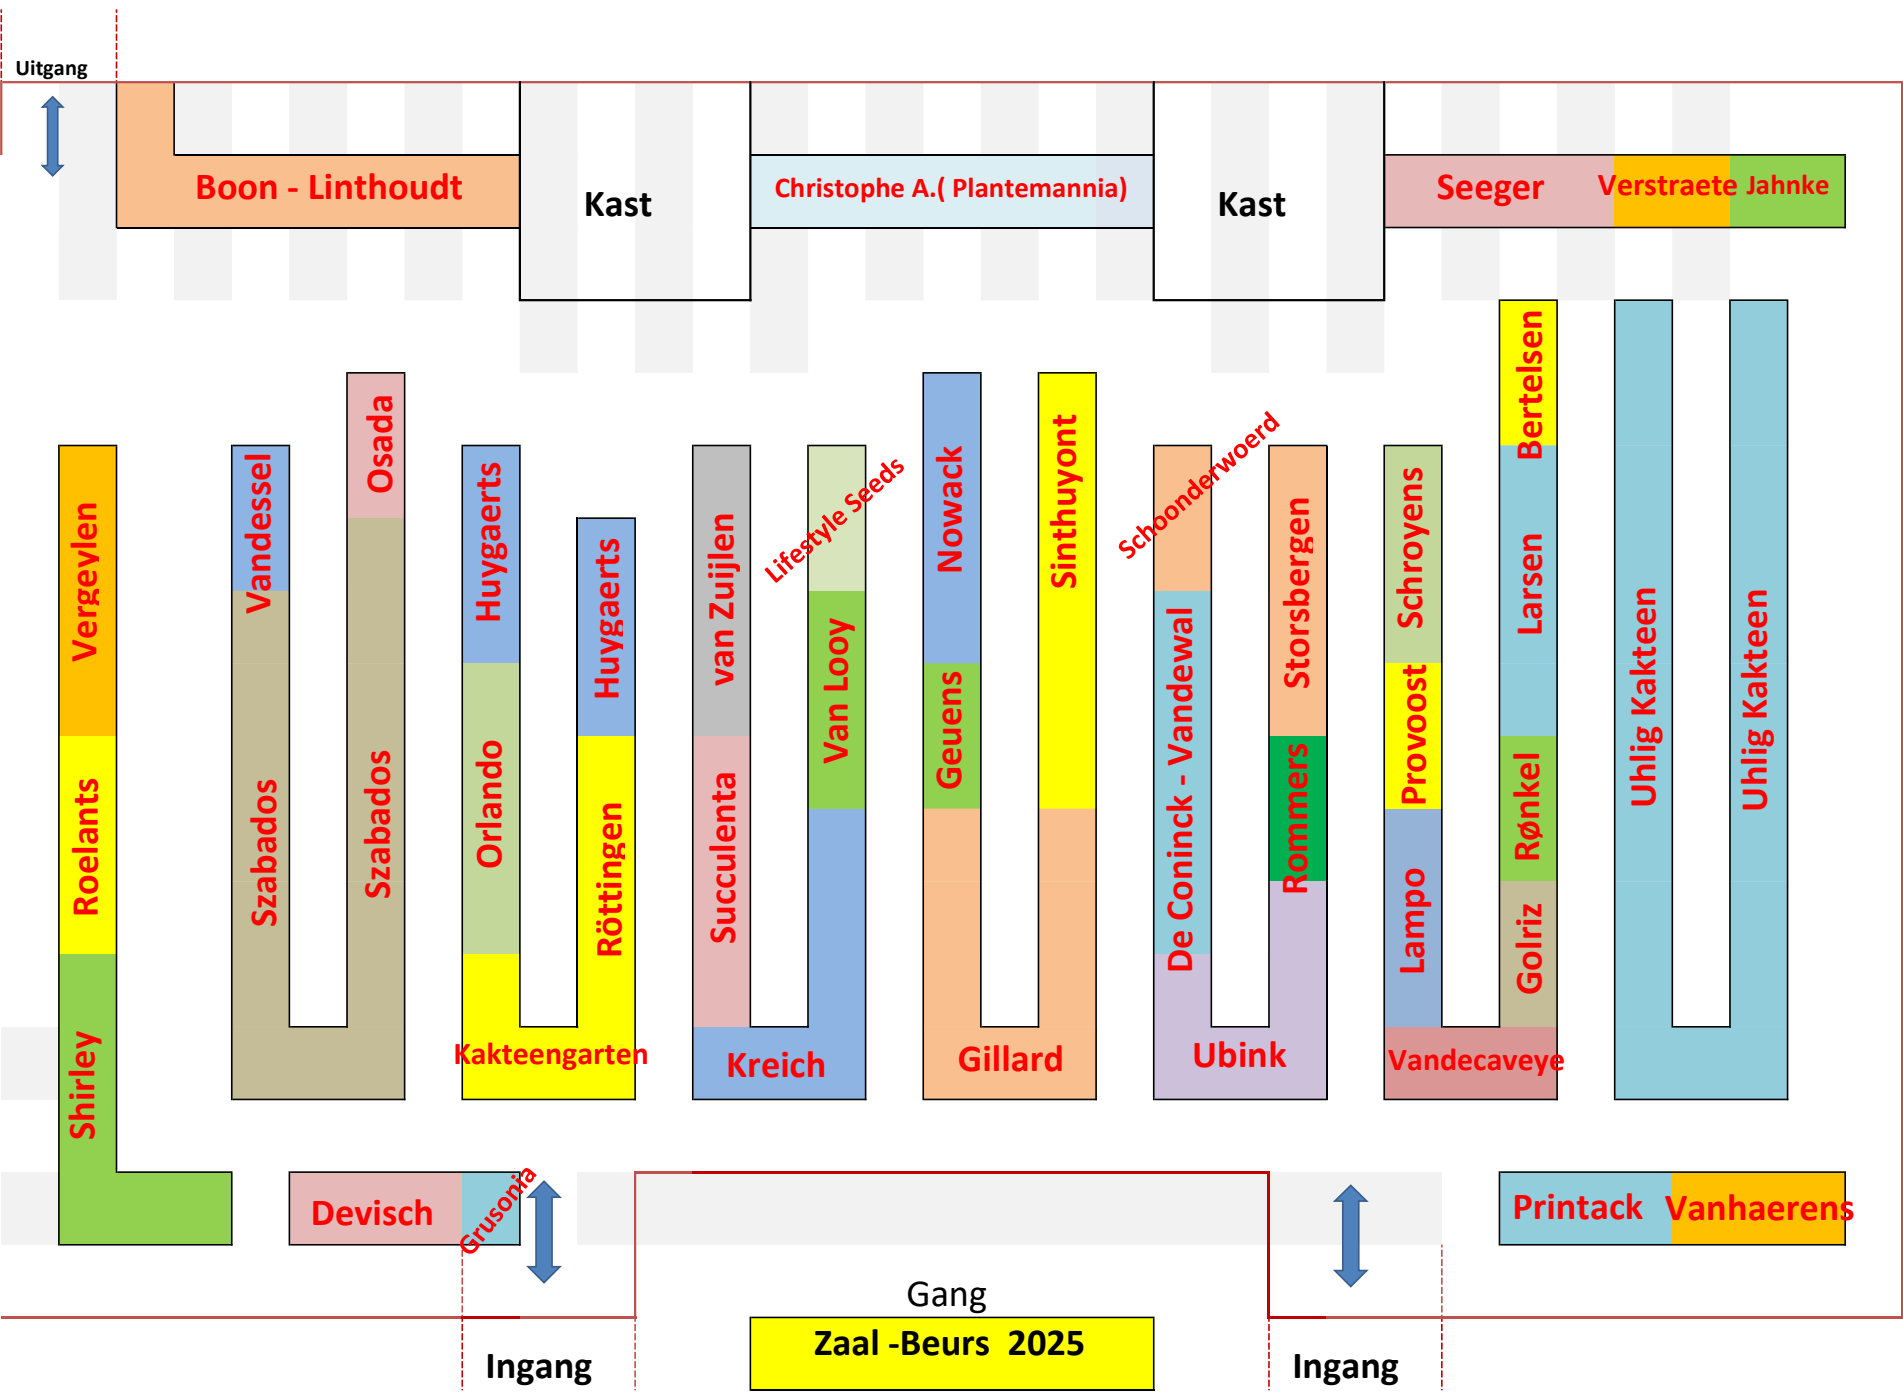 Uitgang
Boon - Linthoudt
Kast
Christophe A.( Plantemannia)
Kast
Seeger
Verstraete
Jahnke
Vergeylen
Roelants
Shirley
Vandessel
Szabados
Osada
Szabados
Huygaerts
Orlando
Kakteengarten
Huygaerts
Röttingen
van Zuijlen
Succulenta
Kreich
Lifestyle Seeds
Van Looy
Nowack
Geuens
Gillard
Sinthuyont
Schoonderwoerd
De Coninck - Vandewal
Ubink
Storsbergen
Rommers
Schroyens
Provoost
Lampo
Vandecaveye
Bertelsen
Larsen
Rønkel
Golriz
Uhlig Kakteen
Uhlig Kakteen
Devisch
Grusonia
Printack
Vanhaerens
Gang
Zaal -Beurs 2025
Ingang
Ingang